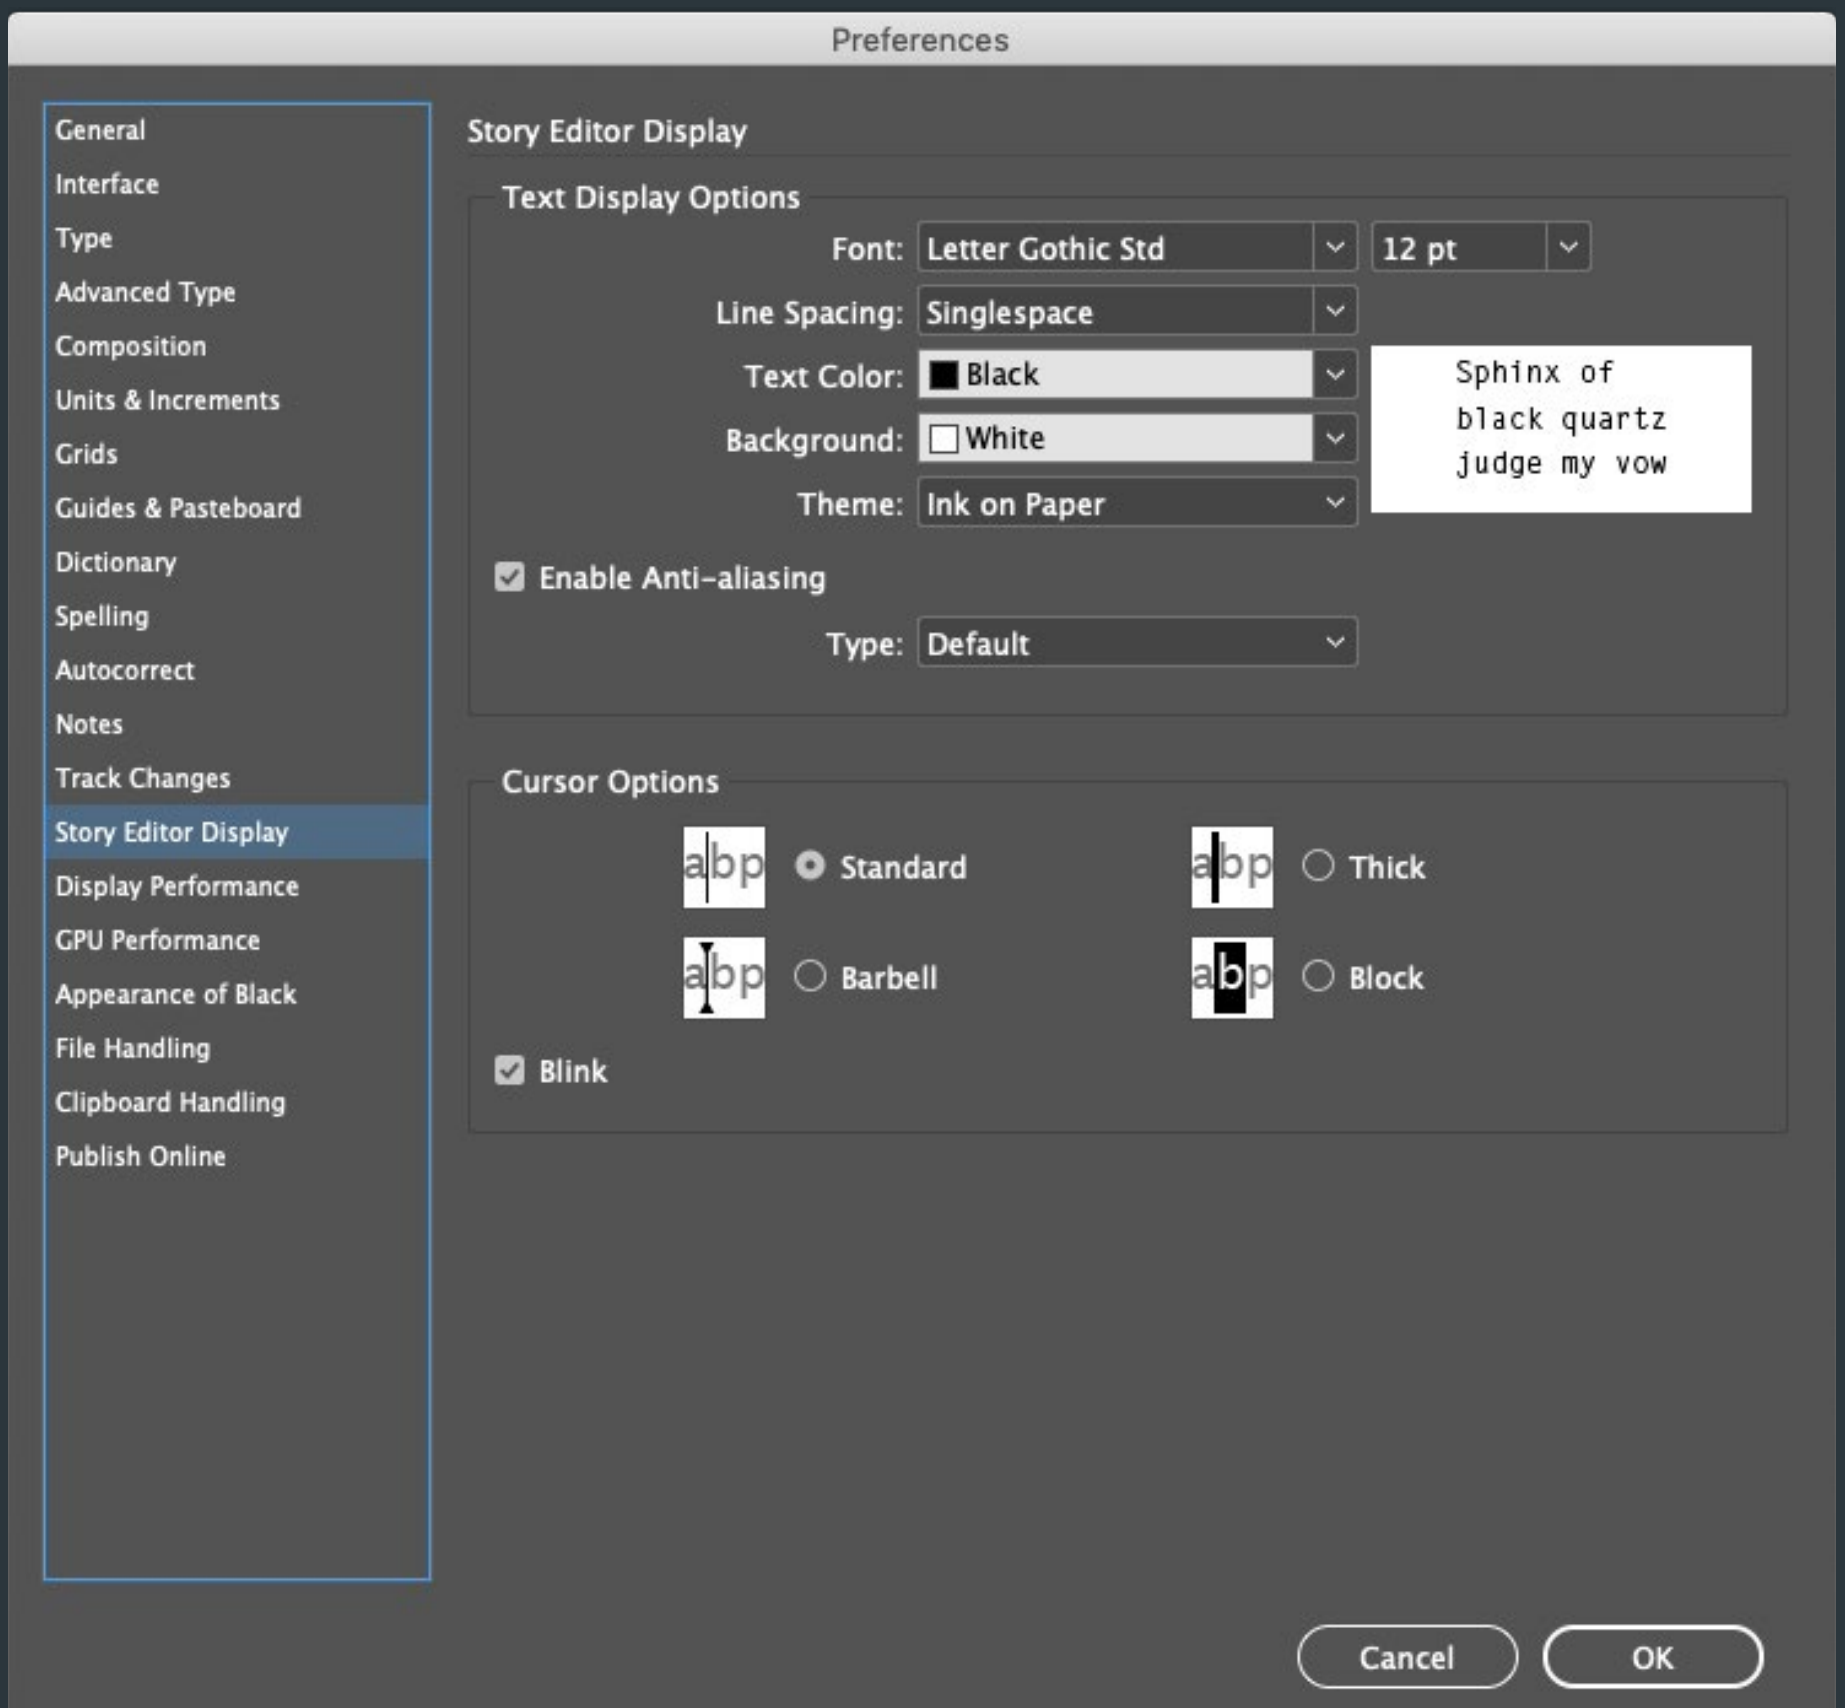 Preferences
General
Interface
Type
Advanced Type
Composition
Units & Increments
Grids
Guides & Pasteboard
Dictionary
Spelling
Autocorrect
Notes
Track Changes
Story Editor Display
Display Performance
GPU Performance
Appearance of Black
File Handling
Clipboard Handling
Publish Online
Story Editor Display
Text Display Options
Font: Letter Gothic Std 12 pt
Line Spacing: Singlespace
Text Color: Black
Background: White
Theme: Ink on Paper
Sphinx of
black quartz
judge my vow
Enable Anti-aliasing
Type: Default
Cursor Options
abp Standard abp Thick
abp Barbell abp Block
Blink
Cancel OK